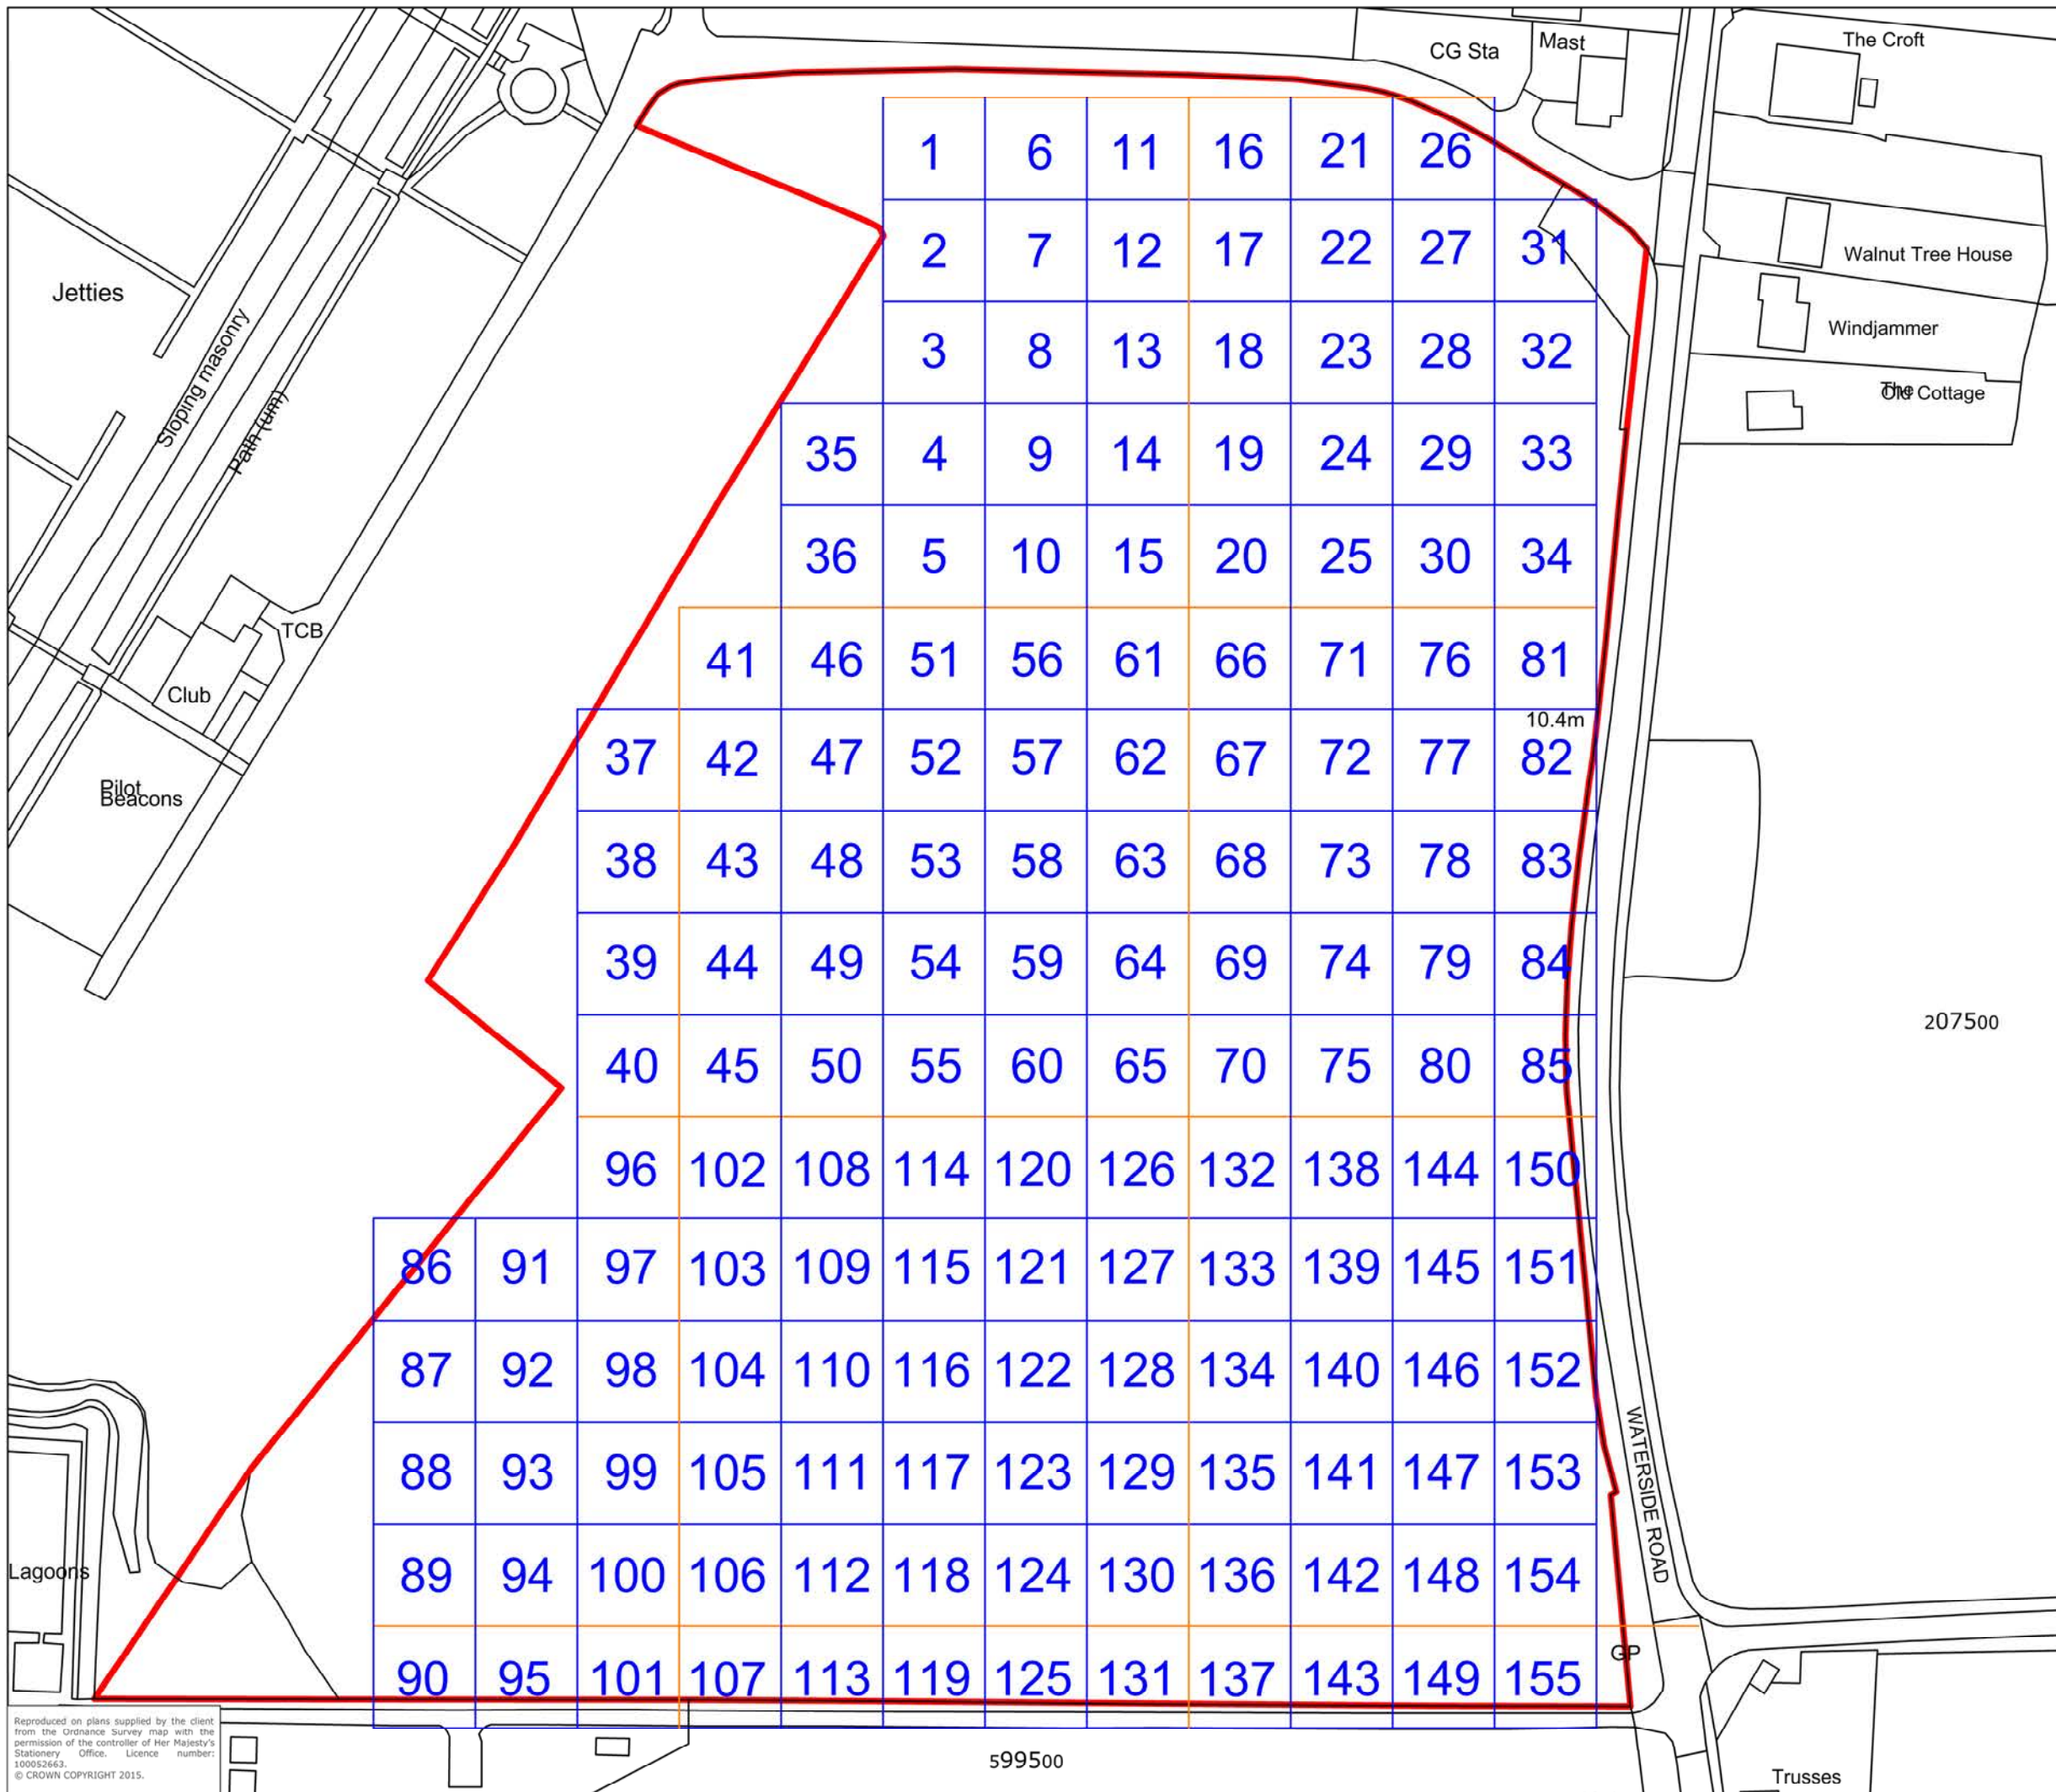 CG Sta
Mast
The Croft
1 6 11 16 21 26
2 7 12 17 22 27 31
Walnut Tree House
Jetties
Windjammer
3 8 13 18 23 28 32
Sloping masonry
Path (um)
The
Old Cottage
35 4 9 14 19 24 29 33
36 5 10 15 20 25 30 34
TCB
41 46 51 56 61 66 71 76 81
Club
10.4m
37 42 47 52 57 62 67 72 77 82
Pilot
Beacons
38 43 48 53 58 63 68 73 78 83
39 44 49 54 59 64 69 74 79 84
207500
40 45 50 55 60 65 70 75 80 85
96 102 108 114 120 126 132 138 144 150
86 91 97 103 109 115 121 127 133 139 145 151
87 92 98 104 110 116 122 128 134 140 146 152
88 93 99 105 111 117 123 129 135 141 147 153
WATERSIDE ROAD
Lagoons
89 94 100 106 112 118 124 130 136 142 148 154
GP
90 95 101 107 113 119 125 131 137 143 149 155
Reproduced on plans supplied by the client
from the Ordnance Survey map with the
permission of the controller of Her Majesty's
Stationery Office. Licence number:
100052663.
© CROWN COPYRIGHT 2015.
599500
Trusses